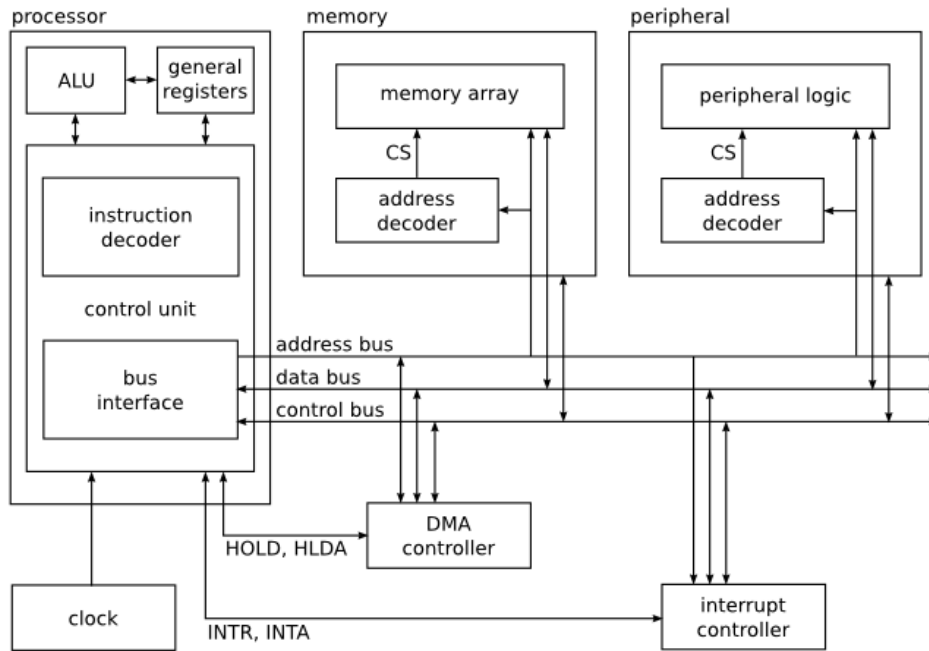 processor
memory
peripheral
ALU
general
registers
memory array
peripheral logic
CS
CS
instruction
decoder
address
decoder
address
decoder
control unit
bus
interface
address bus
data bus
control bus
DMA
controller
HOLD, HLDA
clock
INTR, INTA
interrupt
controller